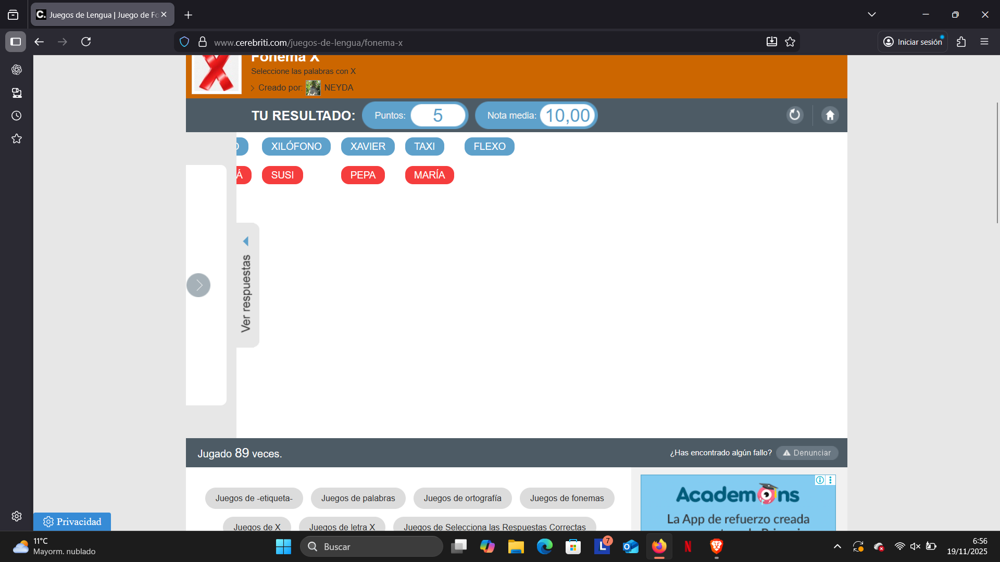 Juegos de Lengua | Juego de Fo
www.cerebriti.com/juegos-de-lengua/fonema-x
Iniciar sesión
Fonema X
Seleccione las palabras con X
Creado por: NEYDA
TU RESULTADO: Puntos: 5 Nota media: 10,00
XILÓFONO XAVIER TAXI FLEXO
Á SUSI PEPA MARÍA
Ver respuestas
Jugado 89 veces.
¿Has encontrado algún fallo? Denunciar
Juegos de -etiqueta- Juegos de palabras Juegos de ortografía Juegos de fonemas
Juegos de X Juegos de letra X Juegos de Selecciona las Respuestas Correctas
Academons
La App de refuerzo creada
Privacidad
11°C
Mayorm. nublado
Buscar
7
6:56
19/11/2025